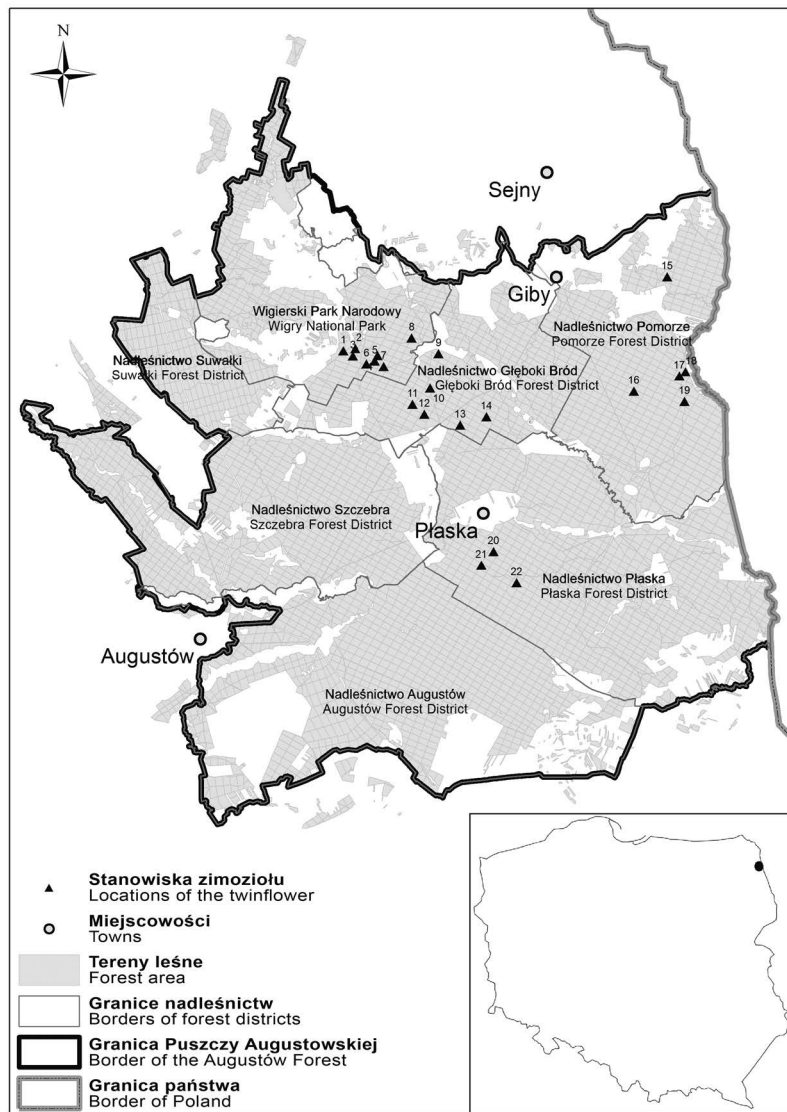 N
Sejny
Giby
15
Wigierski Park Narodowy
Wigry National Park
8
Nadleśnictwo Pomorze
Pomorze Forest District
1
2
3
5
6
7
9
Nadleśnictwo Suwałki
Suwałki Forest District
Nadleśnictwo Głęboki Bród
Głęboki Bród Forest District
17
18
16
19
10
11
12
13
14
Nadleśnictwo Szczebra
Szczebra Forest District
Płaska
20
21
22
Nadleśnictwo Płaska
Płaska Forest District
Augustów
Nadleśnictwo Augustów
Augustów Forest District
Stanowiska zimoziołu
Locations of the twinflower
Miejscowości
Towns
Tereny leśne
Forest area
Granice nadleśnictw
Borders of forest districts
Granica Puszczy Augustowskiej
Border of the Augustów Forest
Granica państwa
Border of Poland